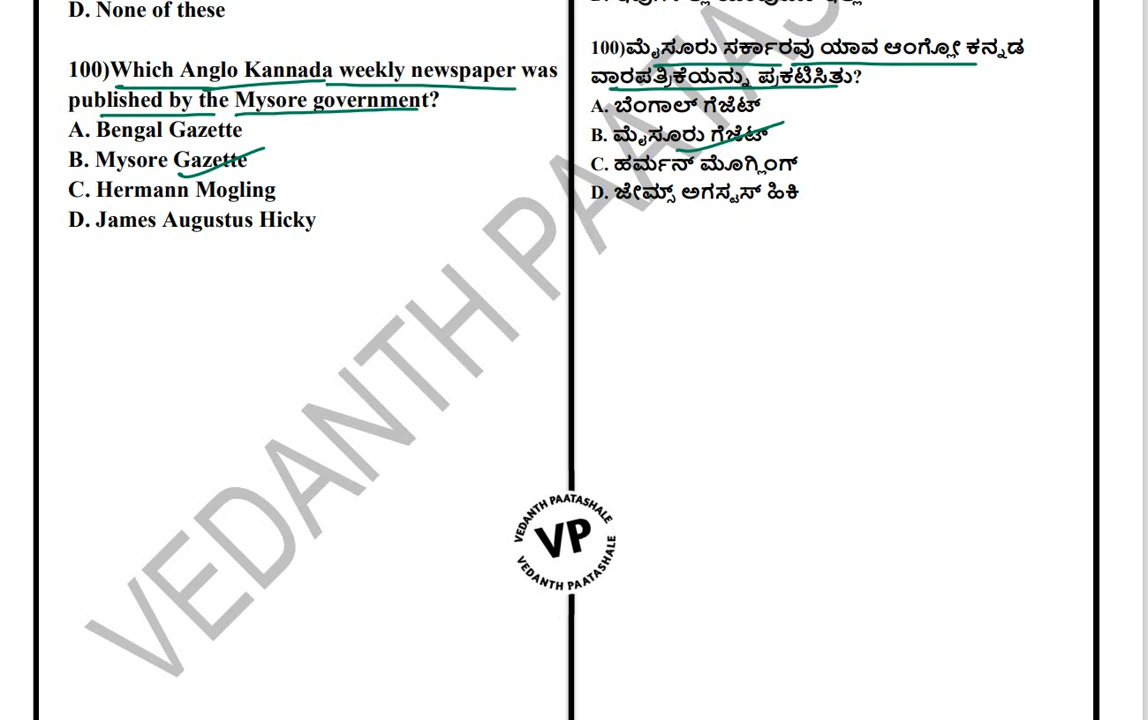 D. None of these
100)Which Anglo Kannada weekly newspaper was
published by the Mysore government?
A. Bengal Gazette
B. Mysore Gazette
C. Hermann Mogling
D. James Augustus Hicky
100)ಮೈಸೂರು ಸರ್ಕಾರವು ಯಾವ ಆಂಗ್ಲೋ ಕನ್ನಡ
ವಾರಪತ್ರಿಕೆಯನ್ನು ಪ್ರಕಟಿಸಿತು?
A. ಬೆಂಗಾಲ್ ಗೆಜೆಟ್
B. ಮೈಸೂರು ಗೆಜೆಟ್
C. ಹರ್ಮನ್ ಮೊಗ್ಲಿಂಗ್
D. ಜೇಮ್ಸ್ ಅಗಸ್ಟಸ್ ಹಿಕಿ
VEDANTH PAATAS
VEDANTH PAATASHALE
VP
VEDANTH PAATASHALE